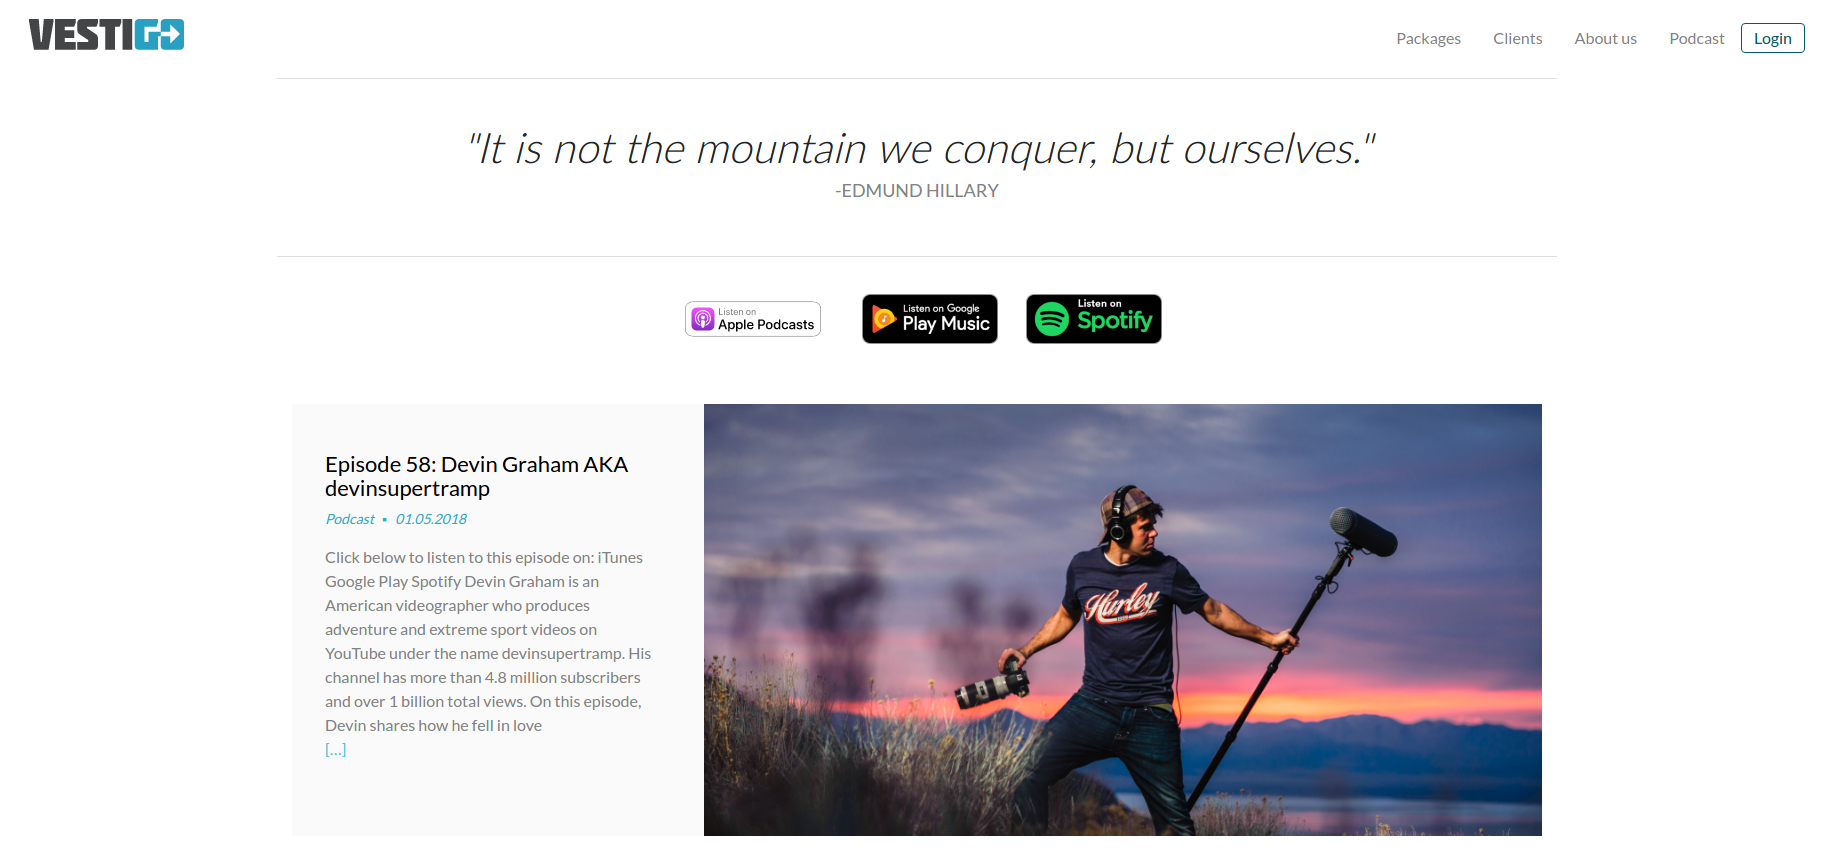 VESTIGO
Packages
Clients
About us
Podcast
Login
"It is not the mountain we conquer, but ourselves."
-EDMUND HILLARY
Listen on
Apple Podcasts
Listen on Google
Play Music
Listen on
Spotify
Episode 58: Devin Graham AKA
devinsupertramp
Podcast • 01.05.2018
Click below to listen to this episode on: iTunes
Google Play Spotify Devin Graham is an
American videographer who produces
adventure and extreme sport videos on
YouTube under the name devinsupertramp. His
channel has more than 4.8 million subscribers
and over 1 billion total views. On this episode,
Devin shares how he fell in love
[...]
Hurley